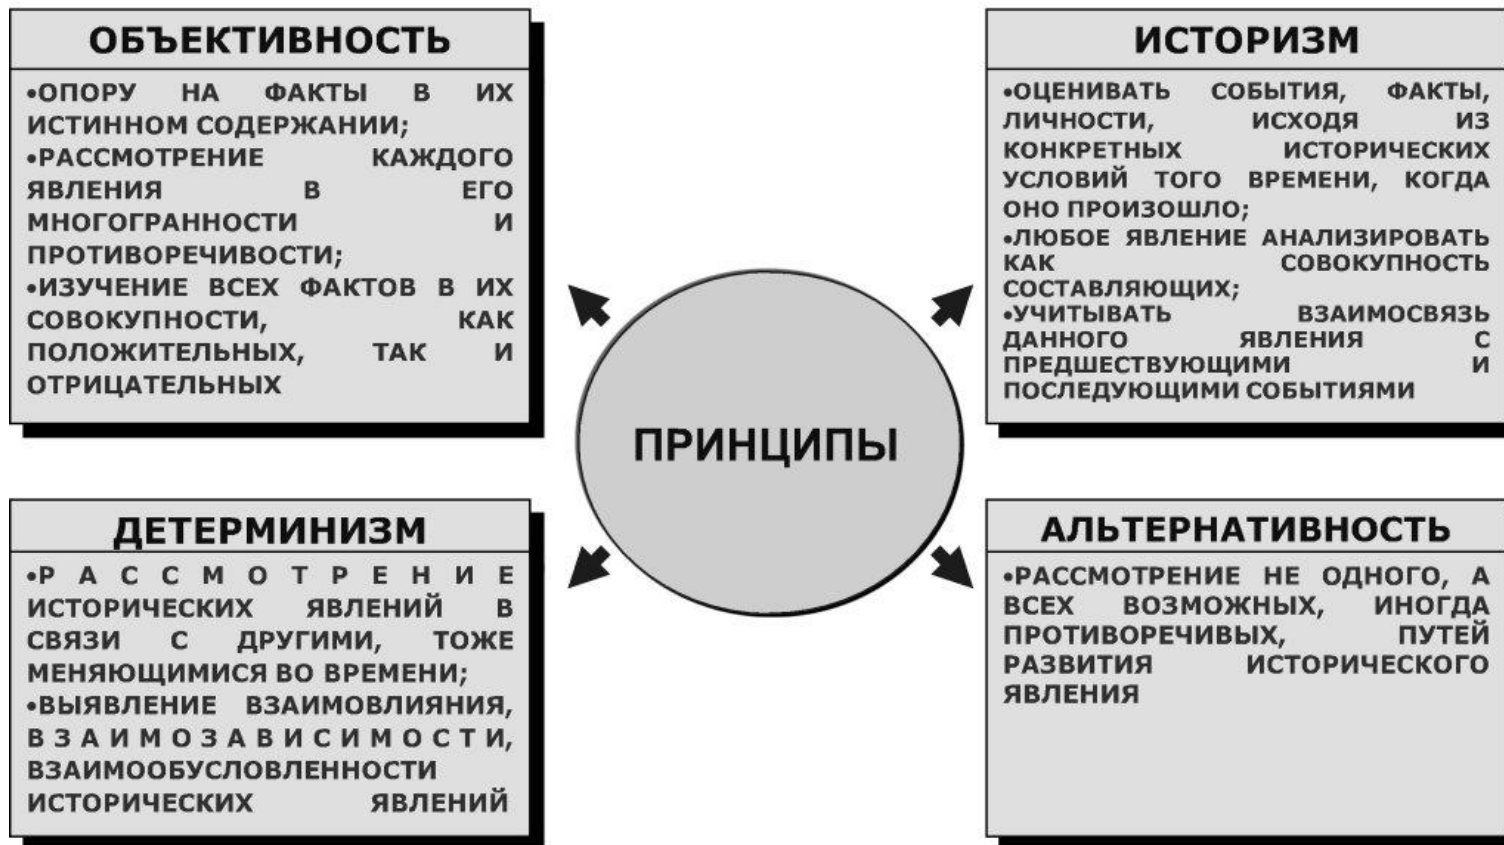 ОБЪЕКТИВНОСТЬ
•ОПОРУ НА ФАКТЫ В ИХ
ИСТИННОМ СОДЕРЖАНИИ;
•РАССМОТРЕНИЕ КАЖДОГО
ЯВЛЕНИЯ В ЕГО
МНОГОГРАННОСТИ И
ПРОТИВОРЕЧИВОСТИ;
•ИЗУЧЕНИЕ ВСЕХ ФАКТОВ В ИХ
СОВОКУПНОСТИ, КАК
ПОЛОЖИТЕЛЬНЫХ, ТАК И
ОТРИЦАТЕЛЬНЫХ
ИСТОРИЗМ
•ОЦЕНИВАТЬ СОБЫТИЯ, ФАКТЫ,
ЛИЧНОСТИ, ИСХОДЯ ИЗ
КОНКРЕТНЫХ ИСТОРИЧЕСКИХ
УСЛОВИЙ ТОГО ВРЕМЕНИ, КОГДА
ОНО ПРОИЗОШЛО;
•ЛЮБОЕ ЯВЛЕНИЕ АНАЛИЗИРОВАТЬ
КАК СОВОКУПНОСТЬ
СОСТАВЛЯЮЩИХ;
•УЧИТЫВАТЬ ВЗАИМОСВЯЗЬ
ДАННОГО ЯВЛЕНИЯ С
ПРЕДШЕСТВУЮЩИМИ И
ПОСЛЕДУЮЩИМИ СОБЫТИЯМИ
ПРИНЦИПЫ
ДЕТЕРМИНИЗМ
•Р А С С М О Т Р Е Н И Е
ИСТОРИЧЕСКИХ ЯВЛЕНИЙ В
СВЯЗИ С ДРУГИМИ, ТОЖЕ
МЕНЯЮЩИМИСЯ ВО ВРЕМЕНИ;
•ВЫЯВЛЕНИЕ ВЗАИМОВЛИЯНИЯ,
В З А И М О З А В И С И М О С Т И,
ВЗАИМООБУСЛОВЛЕННОСТИ
ИСТОРИЧЕСКИХ ЯВЛЕНИЙ
АЛЬТЕРНАТИВНОСТЬ
•РАССМОТРЕНИЕ НЕ ОДНОГО, А
ВСЕХ ВОЗМОЖНЫХ, ИНОГДА
ПРОТИВОРЕЧИВЫХ, ПУТЕЙ
РАЗВИТИЯ ИСТОРИЧЕСКОГО
ЯВЛЕНИЯ